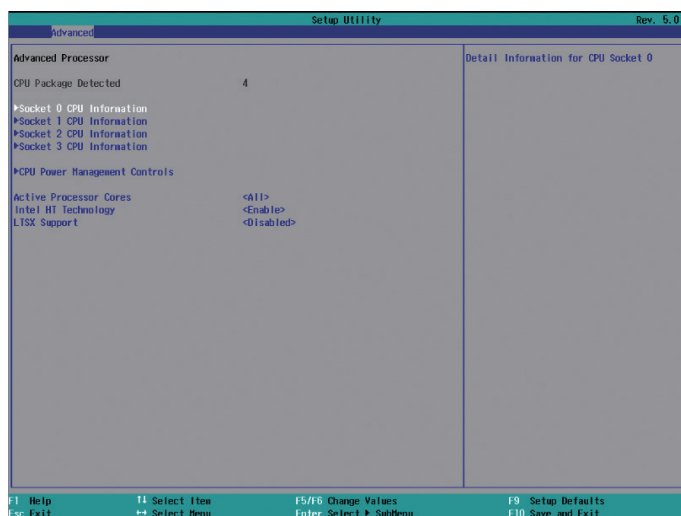 Setup Utility Rev. 5.0
Advanced
Advanced Processor
Detail Information for CPU Socket 0
CPU Package Detected 4
▶Socket 0 CPU Information
▶Socket 1 CPU Information
▶Socket 2 CPU Information
▶Socket 3 CPU Information
▶CPU Power Management Controls
Active Processor Cores <All>
Intel HT Technology <Enable>
LTSX Support <Disabled>
F1 Help ↑↓ Select Item F5/F6 Change Values F9 Setup Defaults
Esc Exit ↔ Select Menu Enter Select ▶ SubMenu F10 Save and Exit